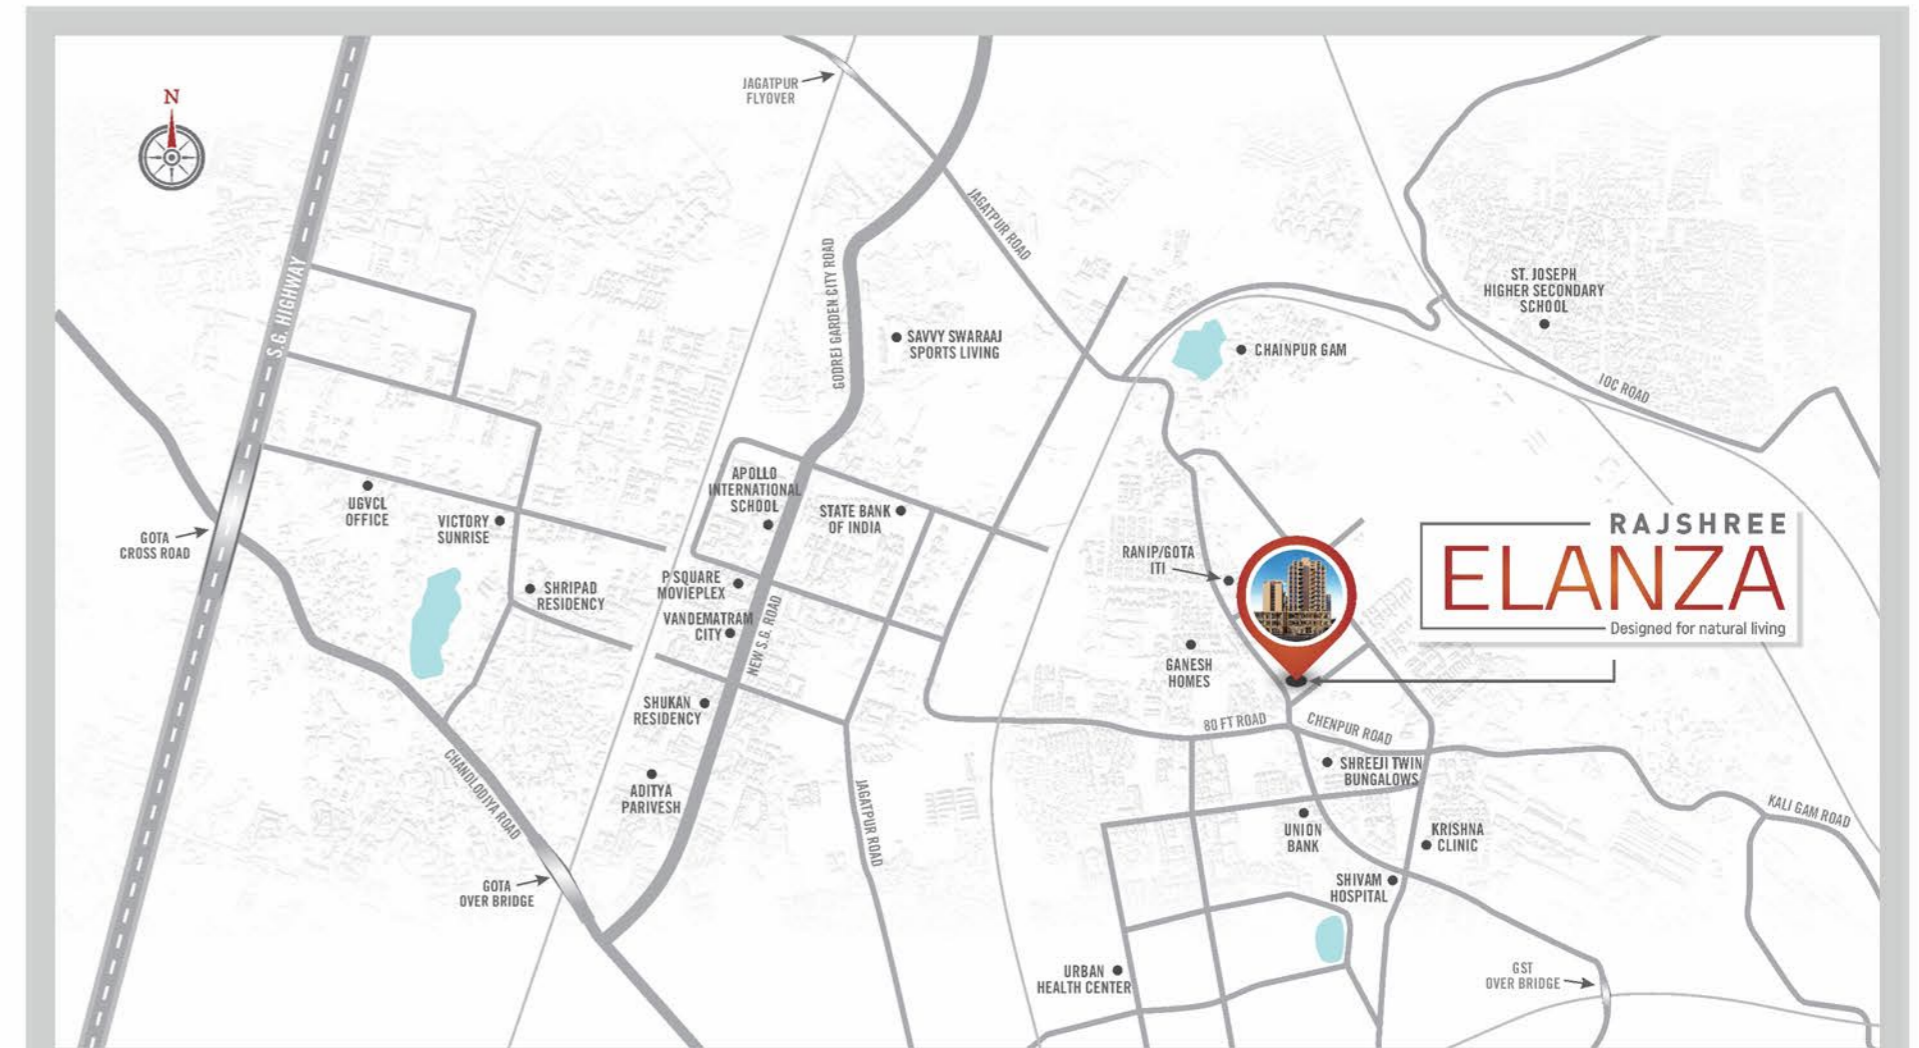 N
JAGATPUR
FLYOVER
JAGATPUR ROAD
S.G. HIGHWAY
GODREJ GARDEN CITY ROAD
SAVVY SWARAAJ
SPORTS LIVING
CHAINPUR GAM
ST. JOSEPH
HIGHER SECONDARY
SCHOOL
IOC ROAD
UGVCL
OFFICE
VICTORY
SUNRISE
APOLLO
INTERNATIONAL
SCHOOL
STATE BANK
OF INDIA
GOTA
CROSS ROAD
RANIP/GOTA
ITI
RAJSHREE
ELANZA
Designed for natural living
SHRIPAD
RESIDENCY
P SQUARE
MOVIEPLEX
VANDEMATRAM
CITY
NEW S.G. ROAD
GANESH
HOMES
SHUKAN
RESIDENCY
80 FT ROAD
CHENPUR ROAD
SHREEJI TWIN
BUNGALOWS
CHANDLODIYA ROAD
ADITYA
PARIVESH
JAGATPUR ROAD
KALI GAM ROAD
UNION
BANK
KRISHNA
CLINIC
GOTA
OVER BRIDGE
SHIVAM
HOSPITAL
URBAN
HEALTH CENTER
GST
OVER BRIDGE